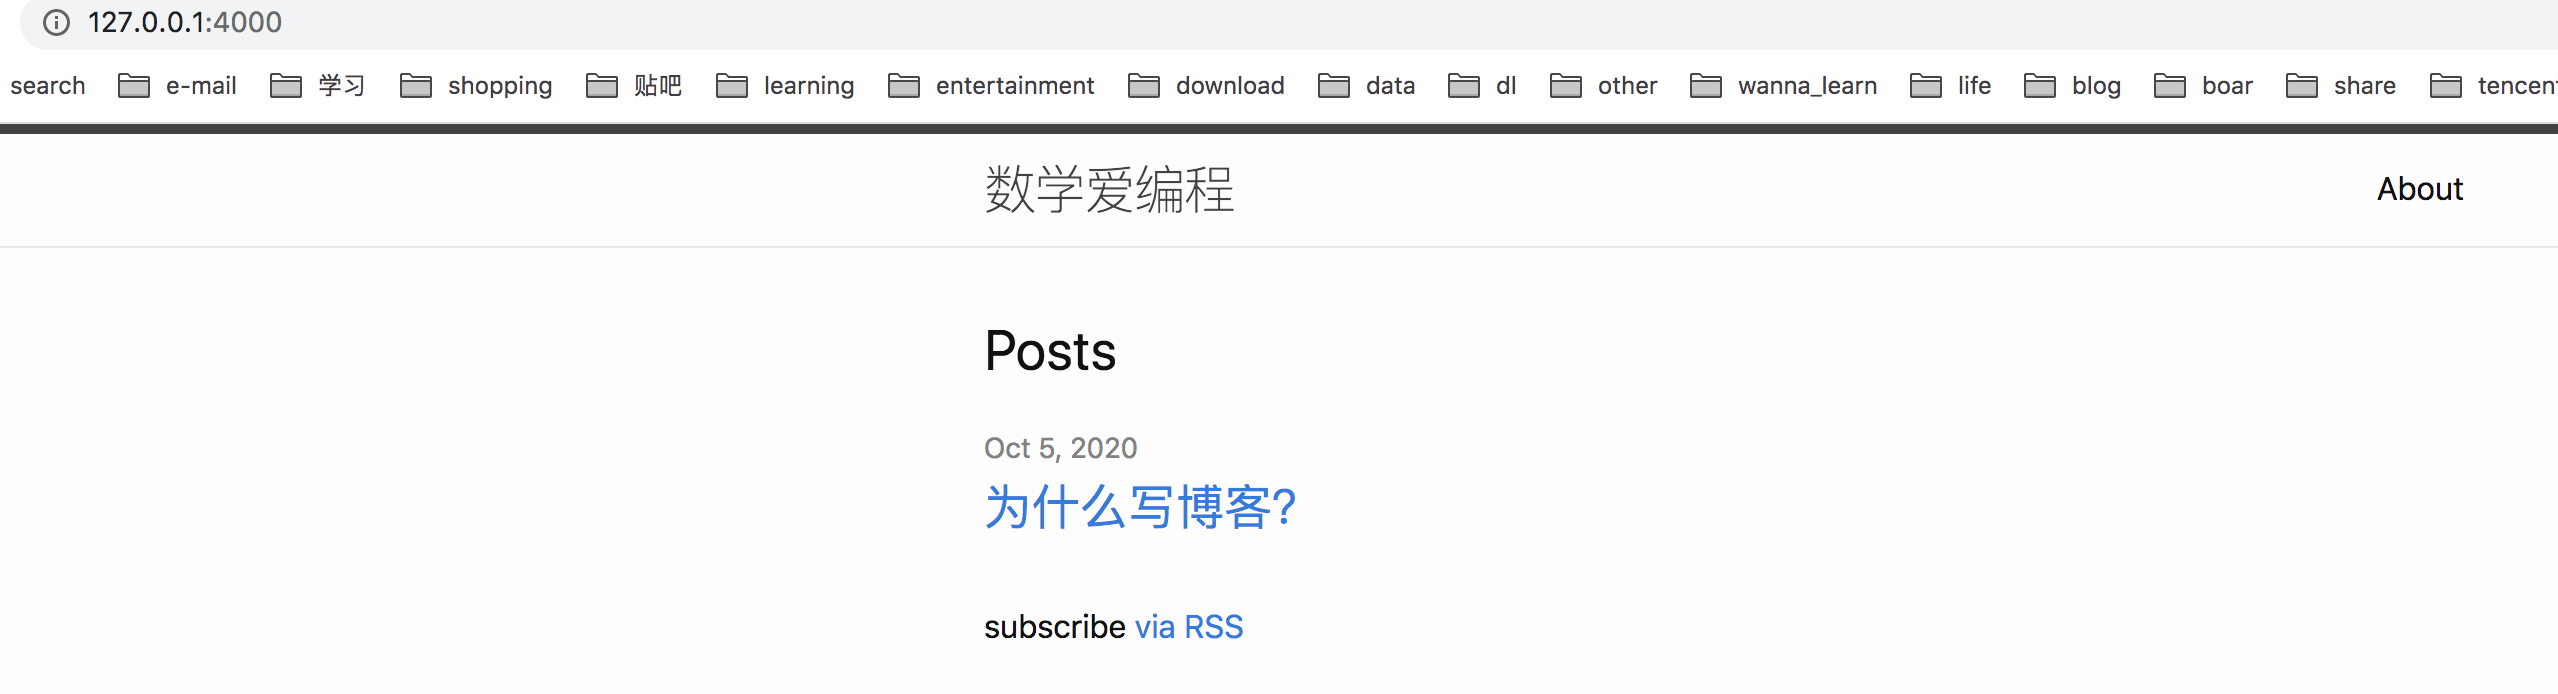 127.0.0.1:4000
search e-mail 学习 shopping 贴吧 learning entertainment download data dl other wanna_learn life blog boar share tencent
数学爱编程 About
Posts
Oct 5, 2020
为什么写博客?
subscribe via RSS